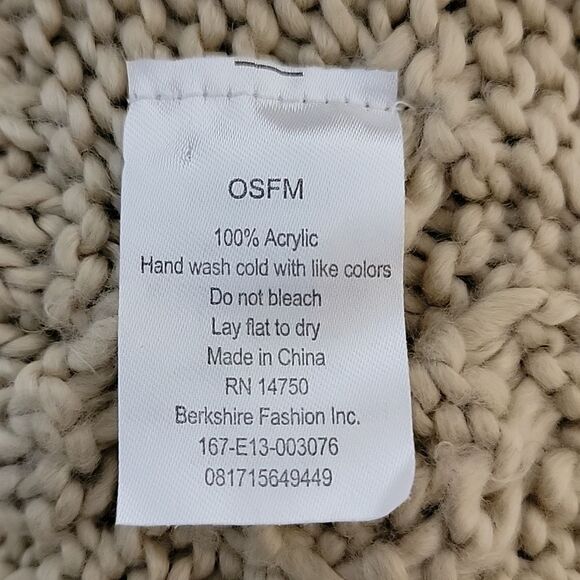 OSFM
100% Acrylic
Hand wash cold with like colors
Do not bleach
Lay flat to dry
Made in China
RN 14750
Berkshire Fashion Inc.
167-E13-003076
081715649449